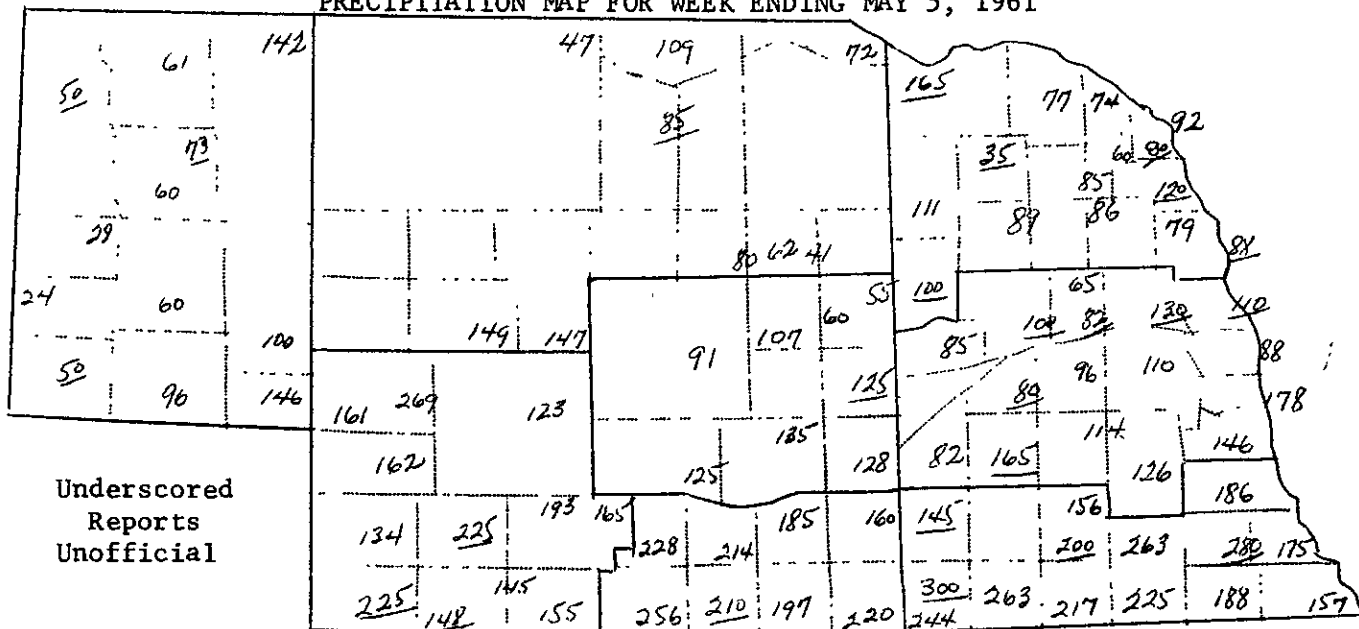 PRECIPITATION MAP FOR WEEK ENDING MAY 5, 1961
142 47 109 72
61
50 165 77 74
85 92
73 35 60 80
60 85 120
111 89 86 79
29 80 62 41 88
24 60 55 100 65
149 147 107 60 100 82 130 110
100 91 85 88
50 96 146 125 80 96 110
161 269 123 178
135 114 146
162 125 128 82 165 126 186
Underscored
Reports
Unofficial
193 165 185 160 145 156
134 225 228 214 200 263 280 175
145
225 148 155 256 210 197 220 300 244 263 217 225 188 157